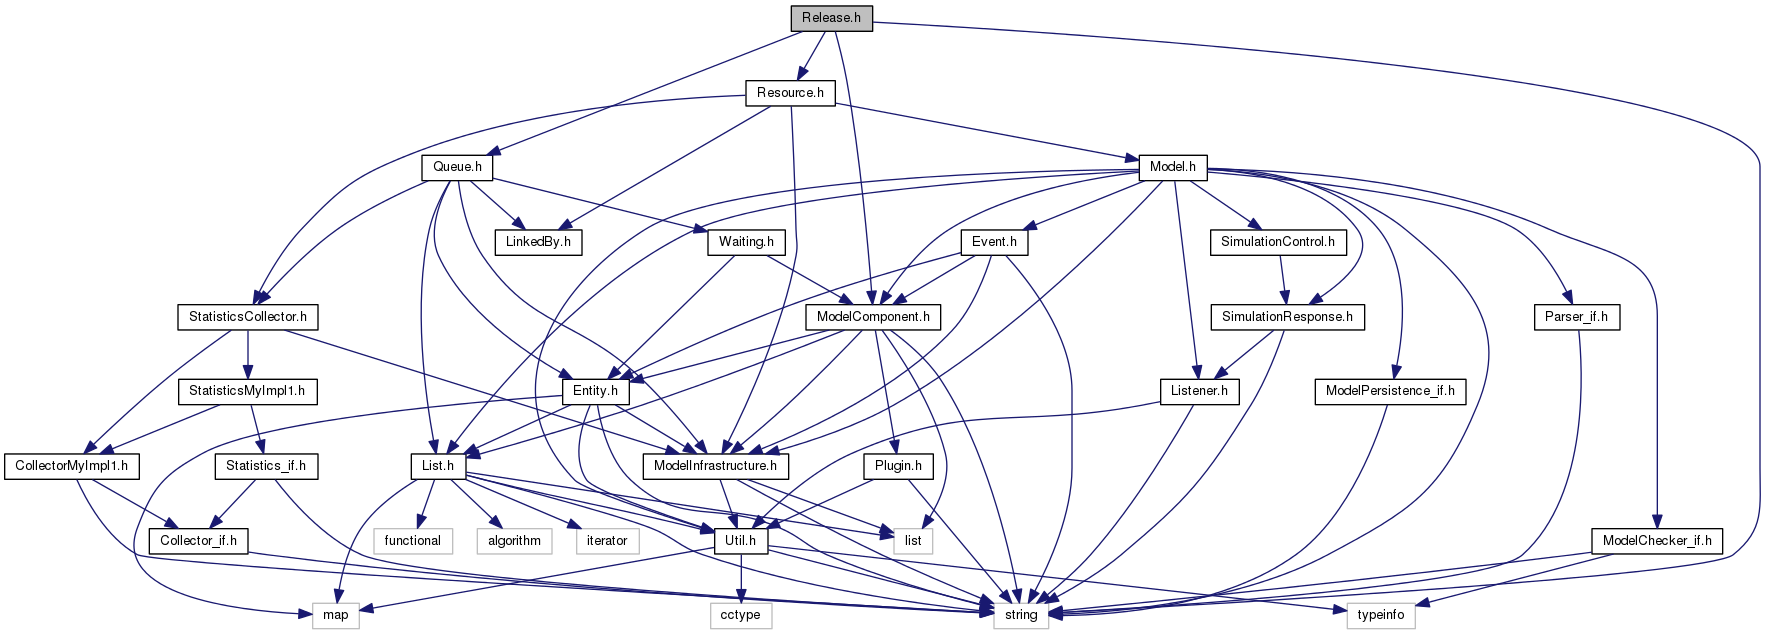 Release.h
Resource.h
Queue.h
Model.h
LinkedBy.h
Waiting.h
Event.h
SimulationControl.h
StatisticsCollector.h
ModelComponent.h
SimulationResponse.h
Parser_if.h
StatisticsMyImpl1.h
Entity.h
Listener.h
ModelPersistence_if.h
CollectorMyImpl1.h
Statistics_if.h
List.h
ModelInfrastructure.h
Plugin.h
Collector_if.h
functional
algorithm
iterator
Util.h
list
ModelChecker_if.h
map
cctype
string
typeinfo